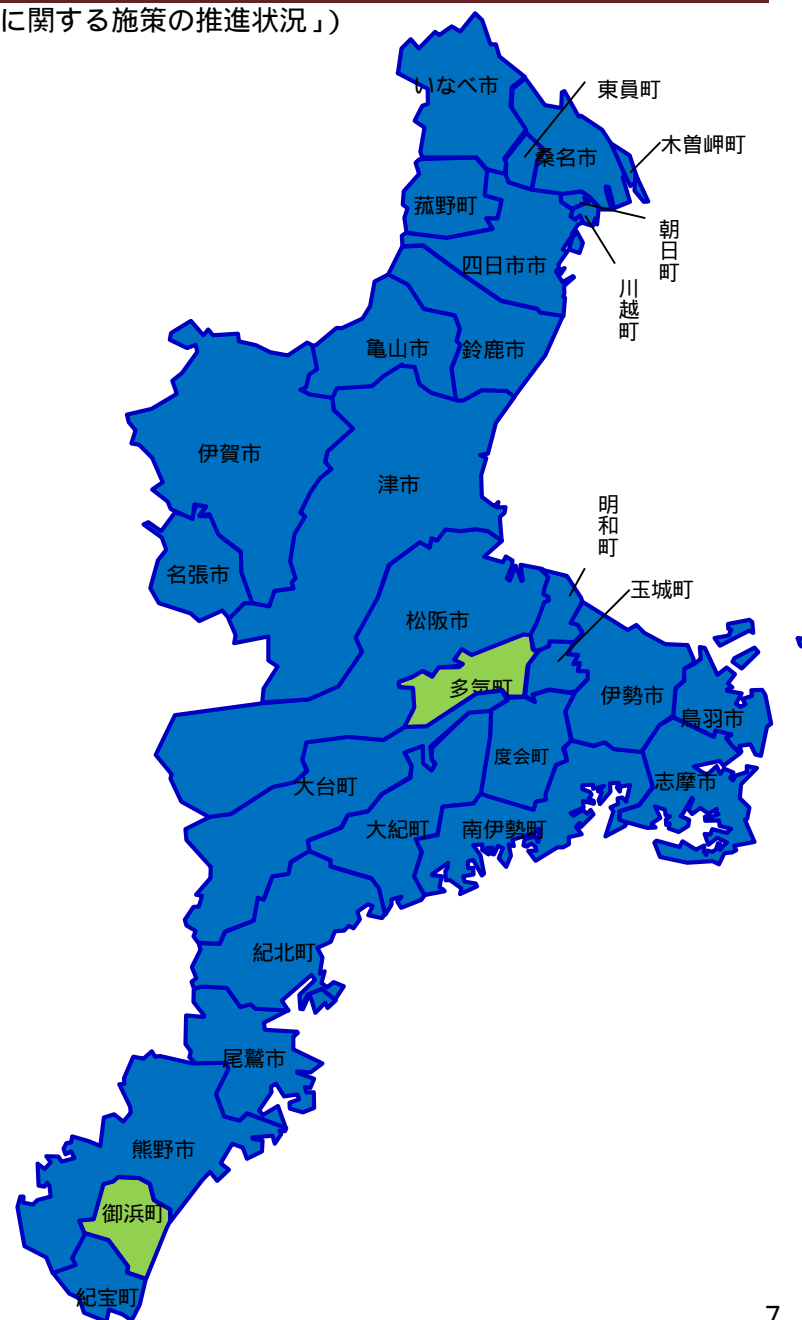 に関する施策の推進状況」)
いなべ市
東員町
桑名市
木曽岬町
菰野町
朝日町
四日市市
川越町
亀山市
鈴鹿市
伊賀市
津市
明和町
名張市
玉城町
松阪市
多気町
伊勢市
鳥羽市
度会町
志摩市
大台町
大紀町
南伊勢町
紀北町
尾鷲市
熊野市
御浜町
紀宝町
7